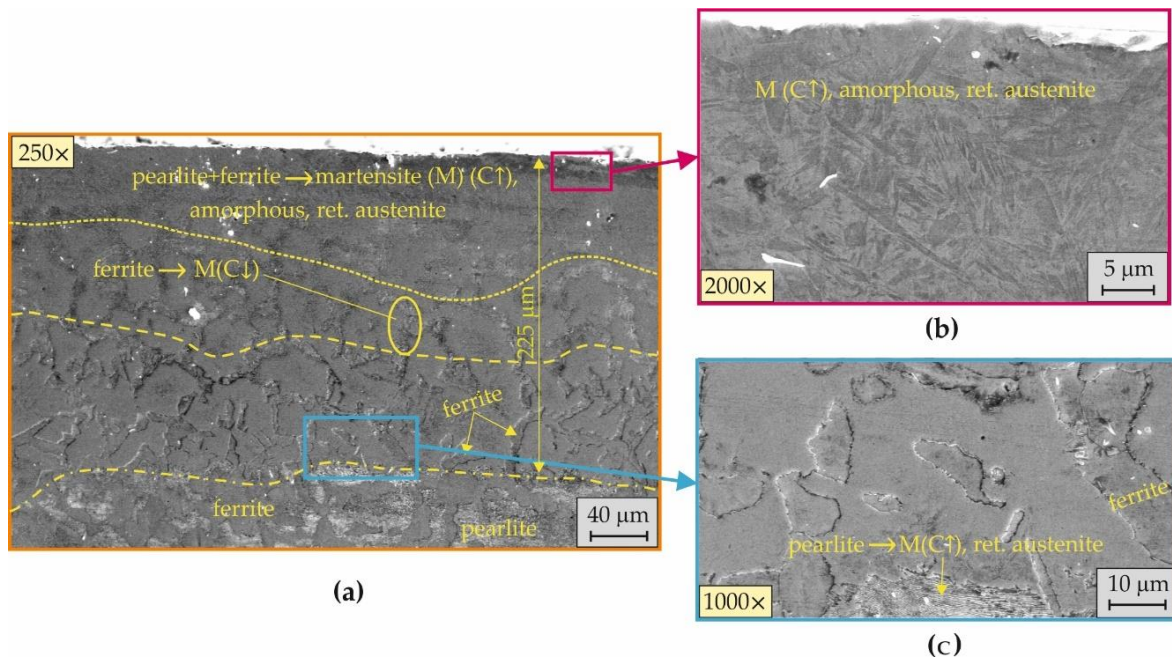 250×
pearlite+ferrite→martensite (M) (C↑),
amorphous, ret. austenite
ferrite→ M(C↓)
225 µm
ferrite
ferrite
pearlite
40 µm
(a)
M (C↑), amorphous, ret. austenite
2000×
5 µm
(b)
ferrite
pearlite→M(C↑), ret. austenite
1000×
10 µm
(c)